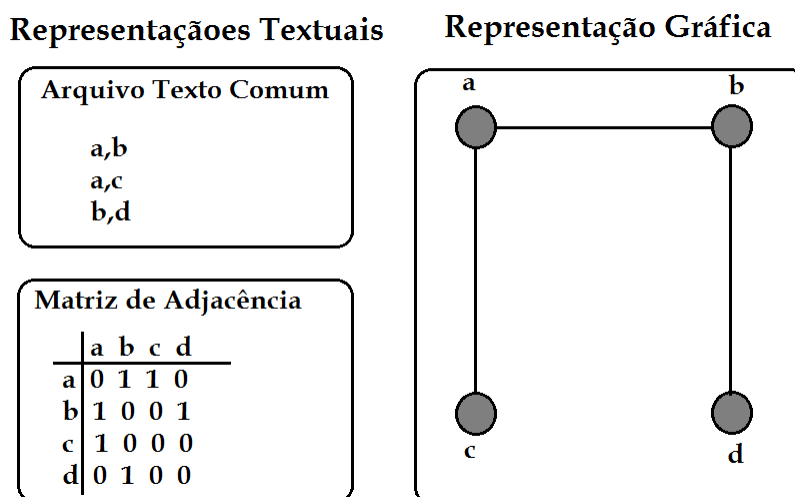 Representaçãoes Textuais
Arquivo Texto Comum
a,b
a,c
b,d
Matriz de Adjacência
a b c d
a 0 1 1 0
b 1 0 0 1
c 1 0 0 0
d 0 1 0 0
Representação Gráfica
a
b
c
d